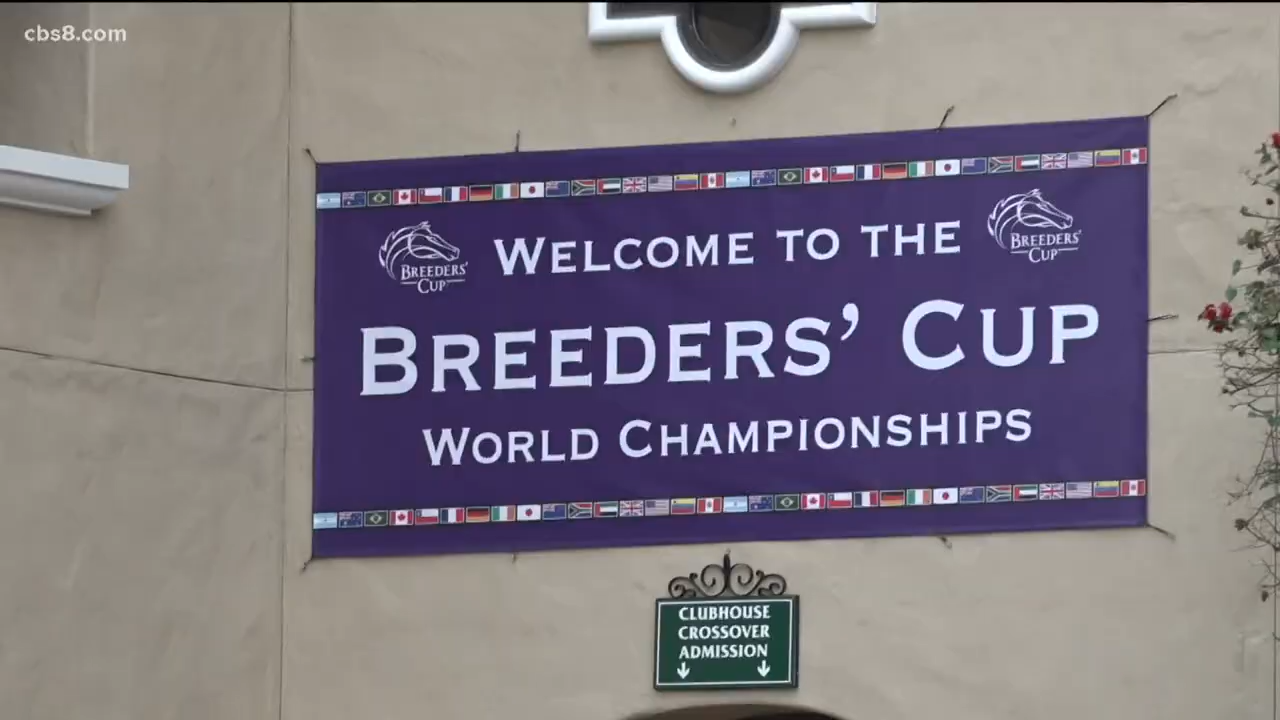 cbs8.com
WELCOME TO THE
BREEDERS'
CUP
BREEDERS'
CUP
BREEDERS' CUP
WORLD CHAMPIONSHIPS
CLUBHOUSE
CROSSOVER
ADMISSION